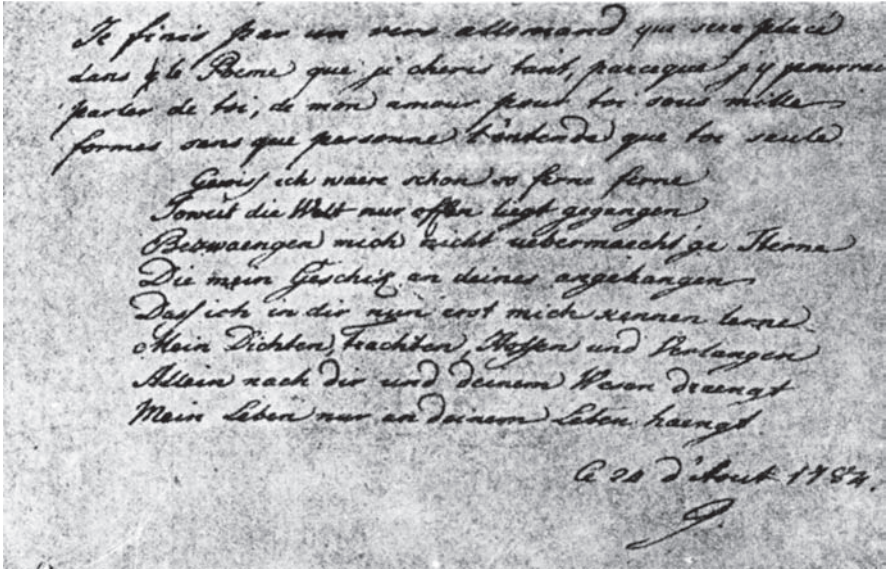 Je finis par un vers allemand qui sera placé
dans le Poeme que je cheris tant, parceque j'y pourrai
parler de toi, de mon amour pour toi sous mille
formes sans que personne l'entende que toi seule.
Gewiss ich waere schon so ferne ferne
Soweit die Welt nur offen liegt gegangen
Bezwaengen mich nicht uebermaecht'ge Sterne
Die mein Geschick an deines angehangen
Dass ich in dir nun erst mich kennen lerne
Mein Dichten, Trachten, Hoffen und Verlangen
Allein nach dir und deinem Wesen draengt
Mein Leben nur an deinem Leben haengt.
ce 24 d'Aout 1784.
G.